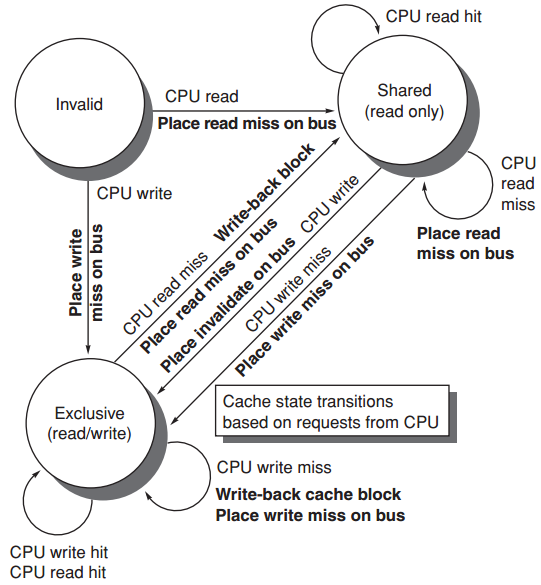 CPU read hit
Invalid
CPU read
Place read miss on bus
Shared
(read only)
CPU write
Place write
miss on bus
CPU
read
miss
Place read
miss on bus
CPU read miss
Write-back block
Place read miss on bus
Place invalidate on bus
CPU write
CPU write miss
Place write miss on bus
Cache state transitions
based on requests from CPU
Exclusive
(read/write)
CPU write miss
Write-back cache block
Place write miss on bus
CPU write hit
CPU read hit